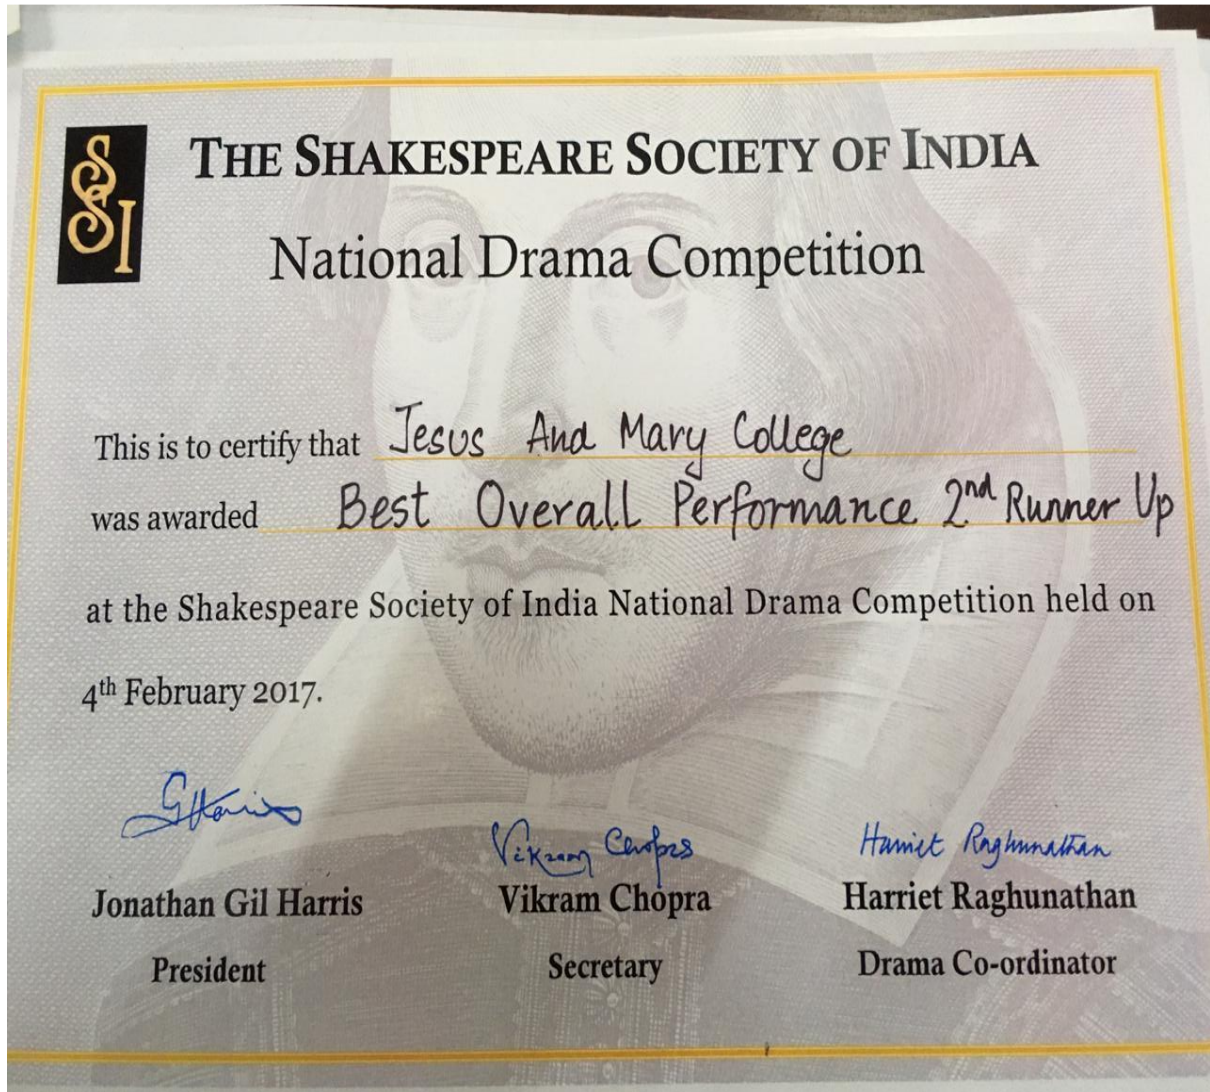 SSI
THE SHAKESPEARE SOCIETY OF INDIA
National Drama Competition
This is to certify that Jesus And Mary College
was awarded Best Overall Performance 2nd Runner Up
at the Shakespeare Society of India National Drama Competition held on
4th February 2017.
GHarris
Vikram Chopra
Harriet Raghunathan
Jonathan Gil Harris
Vikram Chopra
Harriet Raghunathan
President
Secretary
Drama Co-ordinator